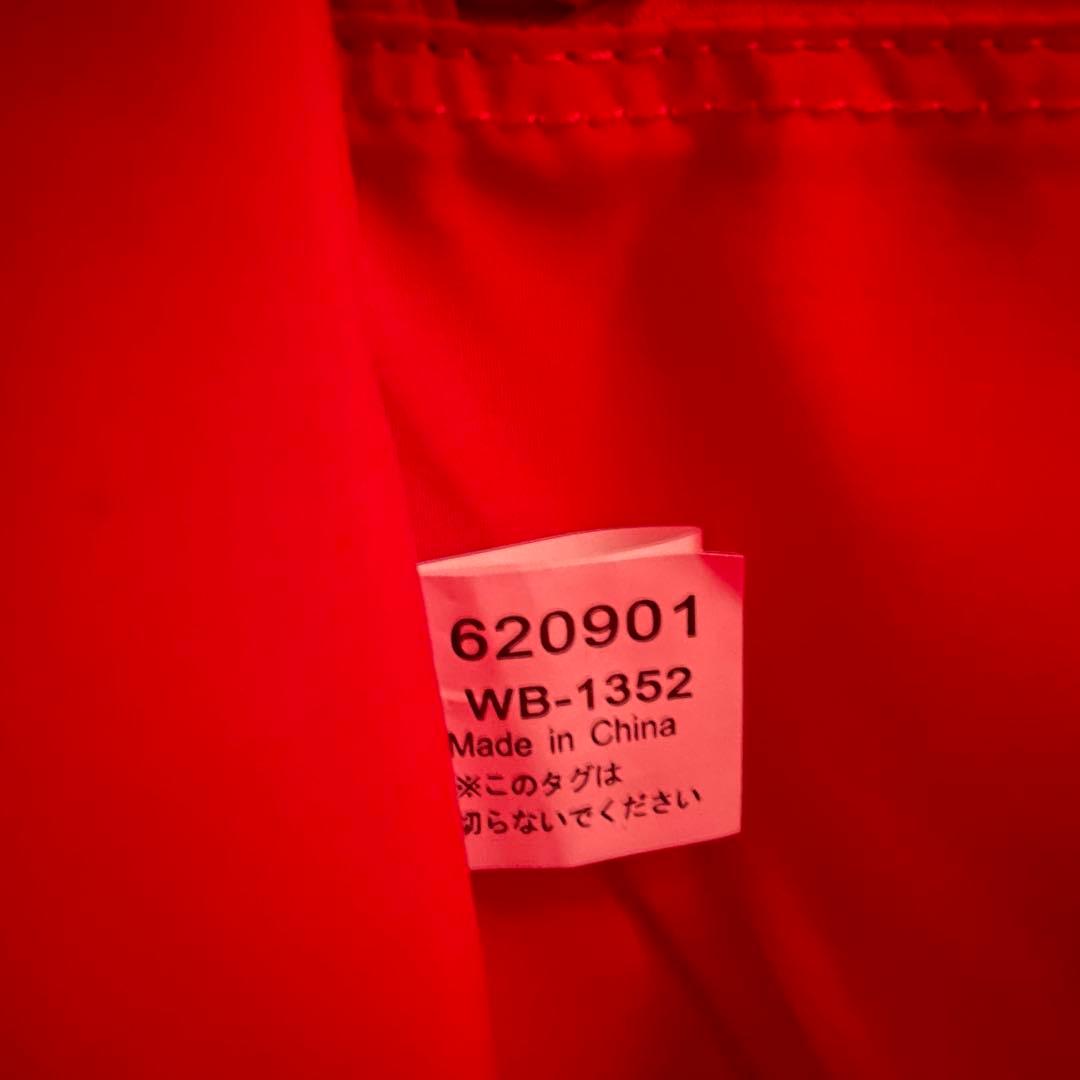 620901
WB-1352
Made in China
※このタグは
切らないでください